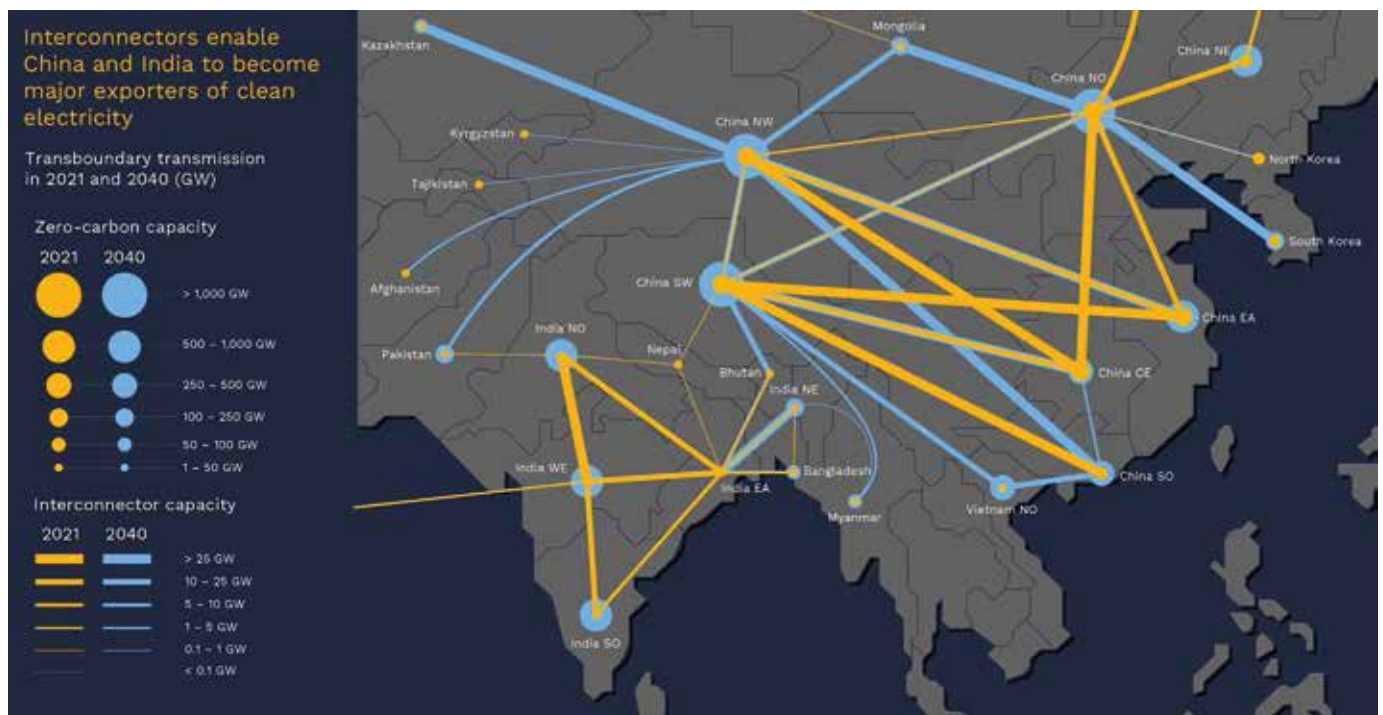 Interconnectors enable
China and India to become
major exporters of clean
electricity
Transboundary transmission
in 2021 and 2040 (GW)
Zero-carbon capacity
2021 2040
> 1,000 GW
500 – 1,000 GW
250 – 500 GW
100 – 250 GW
50 – 100 GW
1 – 50 GW
Interconnector capacity
2021 2040
> 25 GW
10 – 25 GW
5 – 10 GW
1 – 5 GW
0.1 – 1 GW
< 0.1 GW
Kazakhstan
Mongolia
China NE
China NO
China NW
Kyrgyzstan
North Korea
Tajikistan
South Korea
Afghanistan
China SW
China EA
India NO
Pakistan
Nepal
Bhutan
China CE
India NE
India WE
Bangladesh
China SO
India EA
Myanmar
Vietnam NO
India SO